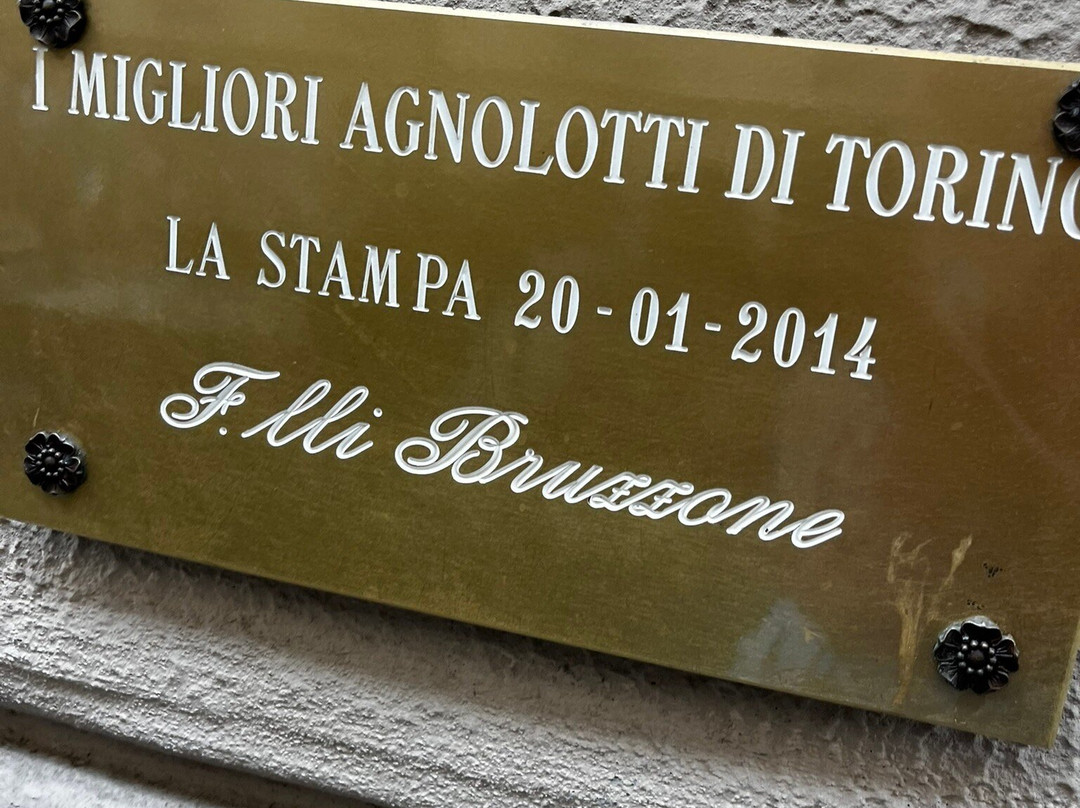 I MIGLIORI AGNOLOTTI DI TORINO
LA STAMPA 20-01-2014
F.lli Bruzzone